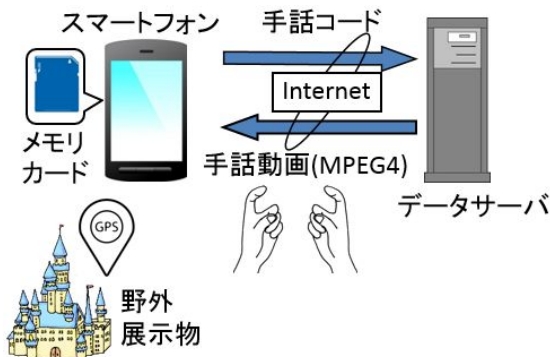 スマートフォン
手話コード
Internet
メモリ
カード
手話動画(MPEG4)
データサーバ
GPS
野外
展示物